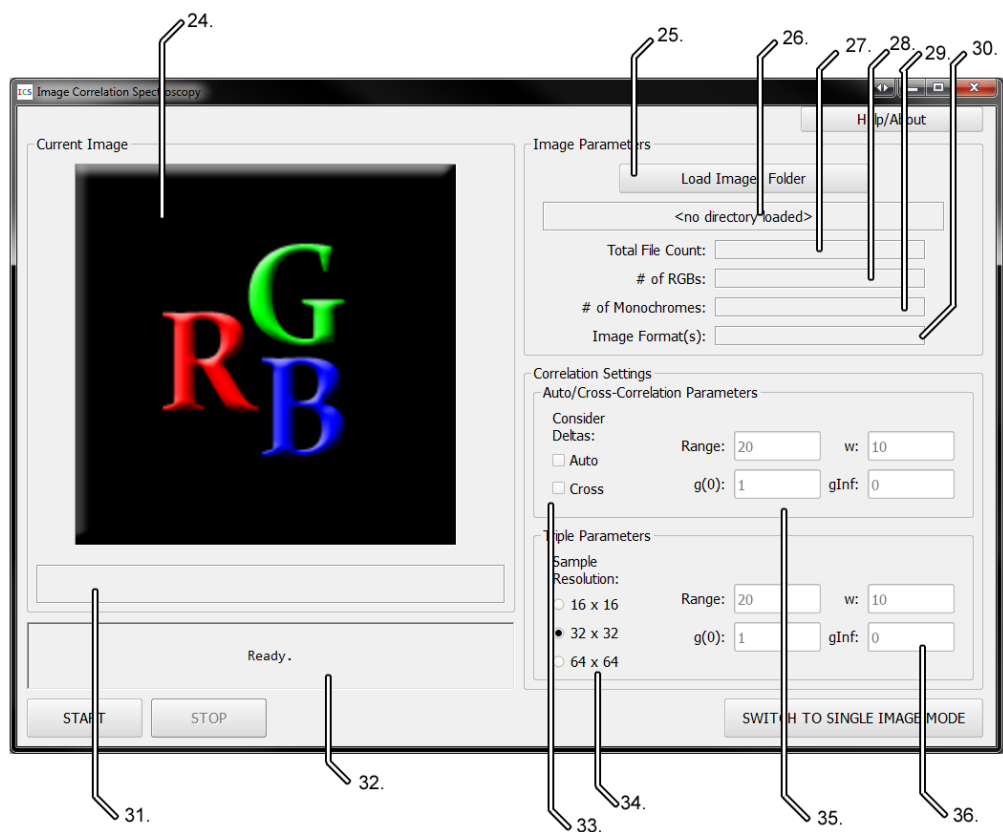 24.
25.
26.
27.
28.
29.
30.
ICS Image Correlation Spectroscopy
Help/About
Current Image
R
G
B
Ready.
START
STOP
Image Parameters
Load Image Folder
<no directory loaded>
Total File Count:
# of RGBs:
# of Monochromes:
Image Format(s):
Correlation Settings
Auto/Cross-Correlation Parameters
Consider
Deltas:
Auto
Cross
Range: 20 w: 10
g(0): 1 gInf: 0
Triple Parameters
Sample
Resolution:
16 x 16
32 x 32
64 x 64
Range: 20 w: 10
g(0): 1 gInf: 0
SWITCH TO SINGLE IMAGE MODE
31.
32.
33.
34.
35.
36.